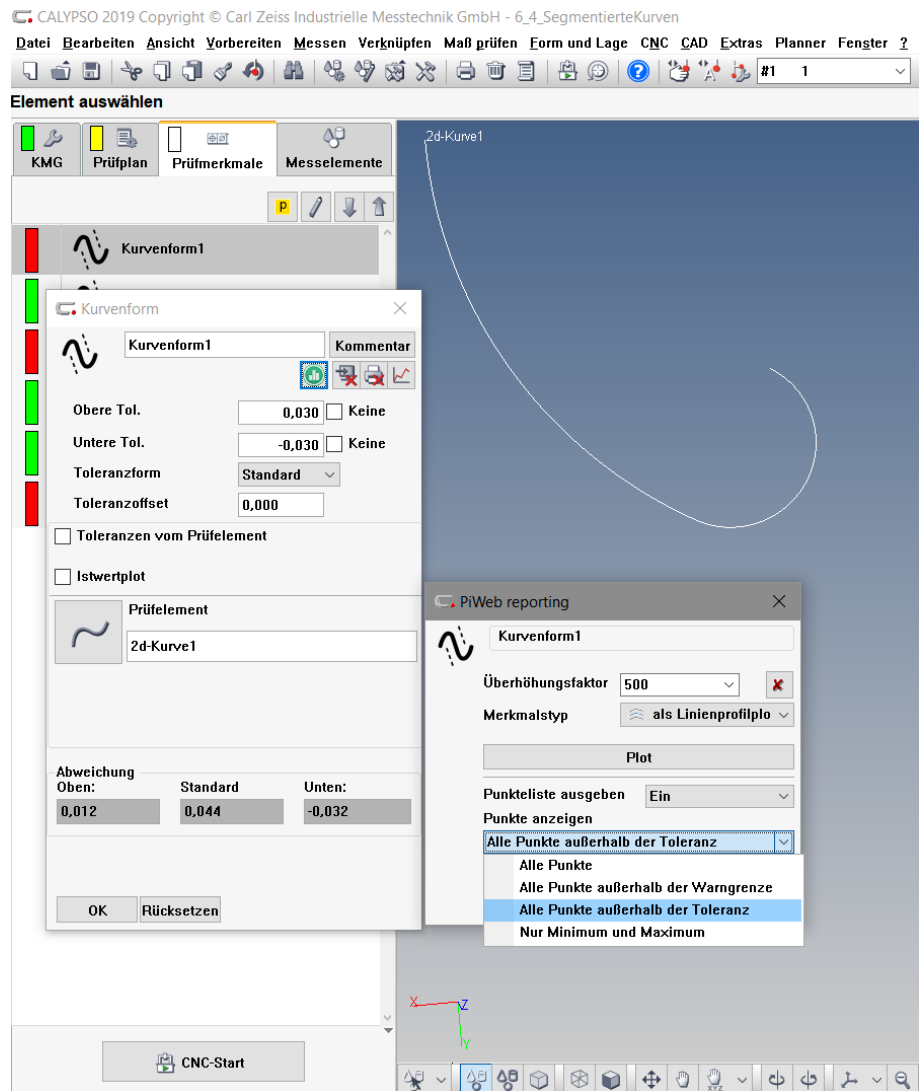 CALYPSO 2019 Copyright © Carl Zeiss Industrielle Messtechnik GmbH - 6_4_SegmentierteKurven
Datei Bearbeiten Ansicht Vorbereiten Messen Verknüpfen Maß prüfen Form und Lage CNC CAD Extras Planner Fenster ?
#1 1
Element auswählen
KMG Prüfplan Prüfmerkmale Messelemente
2d-Kurve1
P
Kurvenform1
Kurvenform
Kurvenform1 Kommentar
Obere Tol. 0,030 Keine
Untere Tol. -0,030 Keine
Toleranzform Standard
Toleranzoffset 0,000
Toleranzen vom Prüfelement
Istwertplot
Prüfelement
2d-Kurve1
Abweichung
Oben: Standard Unten:
0,012 0,044 -0,032
OK Rücksetzen
PiWeb reporting
Kurvenform1
Überhöhungsfaktor 500
Merkmalstyp als Linienprofilplo
Plot
Punkteliste ausgeben Ein
Punkte anzeigen
Alle Punkte außerhalb der Toleranz
Alle Punkte
Alle Punkte außerhalb der Warngrenze
Alle Punkte außerhalb der Toleranz
Nur Minimum und Maximum
X Z
Y
CNC-Start
XYZ